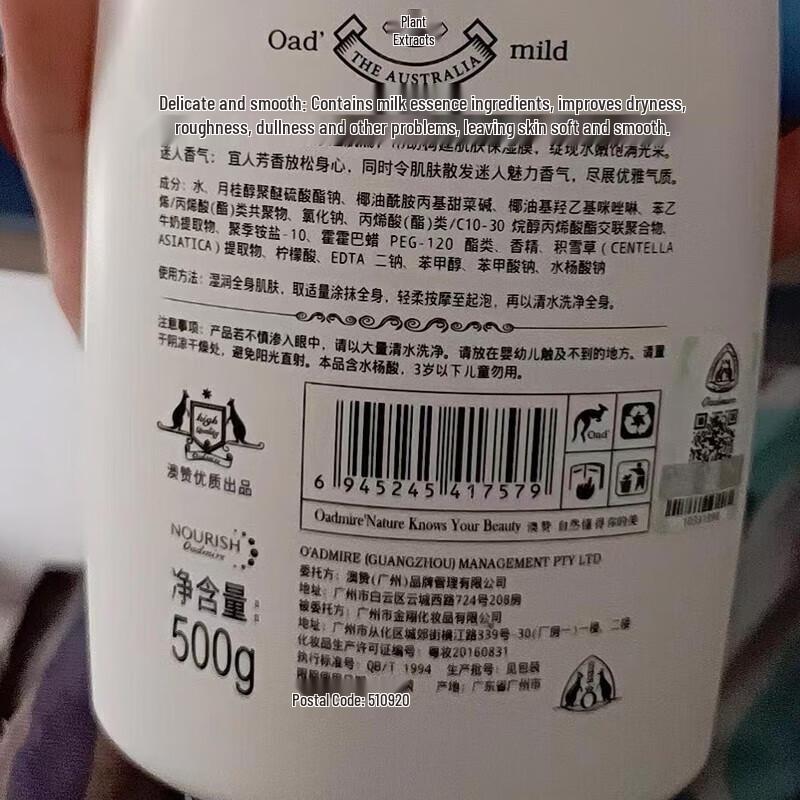 Oad'
Plant
Extracts
mild
THE AUSTRALIA
Delicate and smooth: Contains milk essence ingredients, improves dryness,
roughness, dullness and other problems, leaving skin soft and smooth.
肌肤保湿膜，绽现水嫩饱满光采。
迷人香气：宜人芳香放松身心，同时令肌肤散发迷人魅力香气，尽展优雅气质。
成分：水、月桂醇聚醚硫酸酯钠、椰油酰胺丙基甜菜碱、椰油基羟乙基咪唑啉、苯乙
烯/丙烯酸(酯)类共聚物、氯化钠、丙烯酸(酯)类/C10-30 烷醇丙烯酸酯交联聚合物、
牛奶提取物、聚季铵盐-10、霍霍巴蜡 PEG-120 酯类、香精、积雪草 (CENTELLA
ASIATICA) 提取物、柠檬酸、EDTA 二钠、苯甲醇、苯甲酸钠、水杨酸钠
使用方法：湿润全身肌肤，取适量涂抹全身，轻柔按摩至起泡，再以清水洗净全身。
注意事项：产品若不慎渗入眼中，请以大量清水洗净。请放在婴幼儿触及不到的地方。请置
于阴凉干燥处，避免阳光直射。本品含水杨酸，3岁以下儿童勿用。
high
Quality
Oadmire
澳赞优质出品
6 945245 417579
Oad'
Oadmire'Nature Knows Your Beauty 澳赞 自然懂得你的美
Oadmire
NOURISH
Oadmire
净含量
500g
O'ADMIRE (GUANGZHOU) MANAGEMENT PTY LTD
委托方：澳赞(广州)品牌管理有限公司
地址：广州市白云区云城西路724号208房
被委托方：广州市金翔化妆品有限公司
地址：广州市从化区城郊街横江路339号 30(厂房一)一楼、二楼
化妆品生产许可证编号：粤妆20160831
执行标准号：QB/T 1994 生产批号：见包装
产地：广东省广州市
Postal Code: 510920